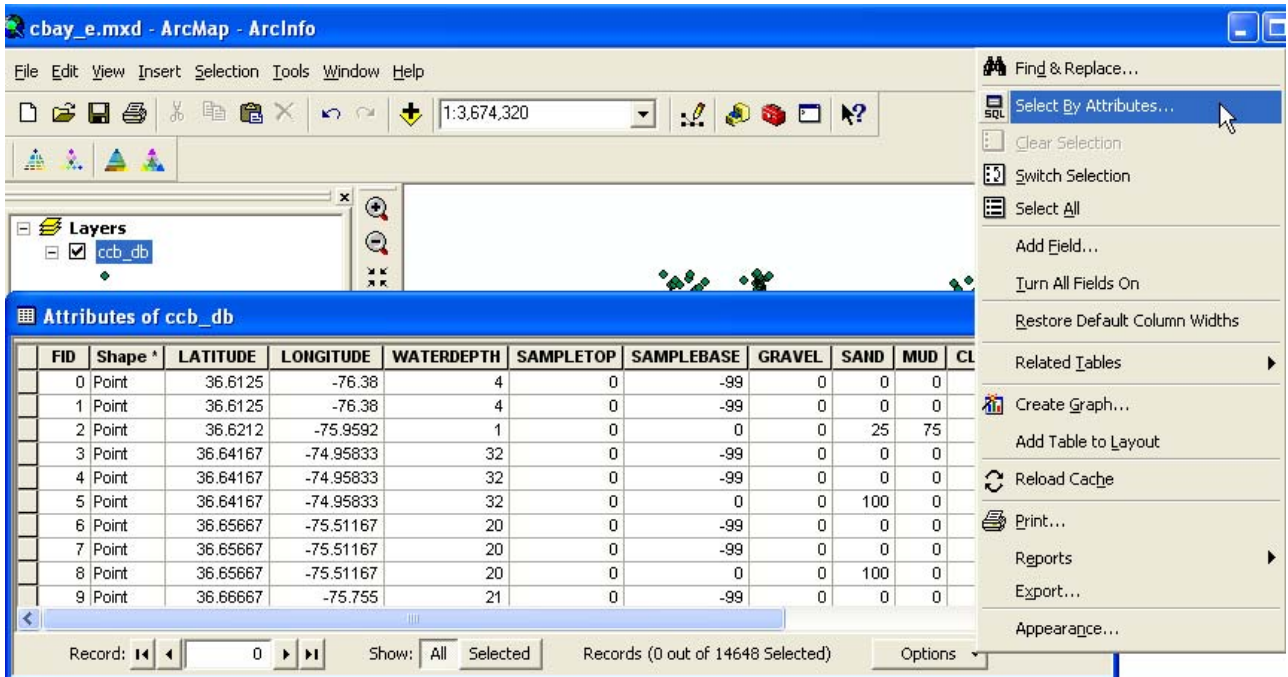 cbay_e.mxd - ArcMap - ArcInfo
File Edit View Insert Selection Tools Window Help
1:3,674,320
Layers
ccb_db
Attributes of ccb_db
FID Shape * LATITUDE LONGITUDE WATERDEPTH SAMPLETOP SAMPLEBASE GRAVEL SAND MUD CL
0 Point 36.6125 -76.38 4 0 -99 0 0 0
1 Point 36.6125 -76.38 4 0 -99 0 0 0
2 Point 36.6212 -75.9592 1 0 0 0 25 75
3 Point 36.64167 -74.95833 32 0 -99 0 0 0
4 Point 36.64167 -74.95833 32 0 -99 0 0 0
5 Point 36.64167 -74.95833 32 0 0 0 100 0
6 Point 36.65667 -75.51167 20 0 -99 0 0 0
7 Point 36.65667 -75.51167 20 0 -99 0 0 0
8 Point 36.65667 -75.51167 20 0 0 0 100 0
9 Point 36.66667 -75.755 21 0 -99 0 0 0
Record: 0 Show: All Selected Records (0 out of 14648 Selected) Options
Find & Replace...
SQL Select By Attributes...
Clear Selection
Switch Selection
Select All
Add Field...
Turn All Fields On
Restore Default Column Widths
Related Tables
Create Graph...
Add Table to Layout
Reload Cache
Print...
Reports
Export...
Appearance...